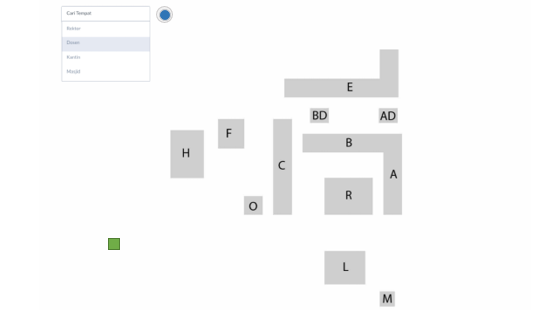 Cari Tempat
Rektor
Dosen
Kantin
Masjid
E
BD
AD
F
B
H
C
A
R
O
L
M